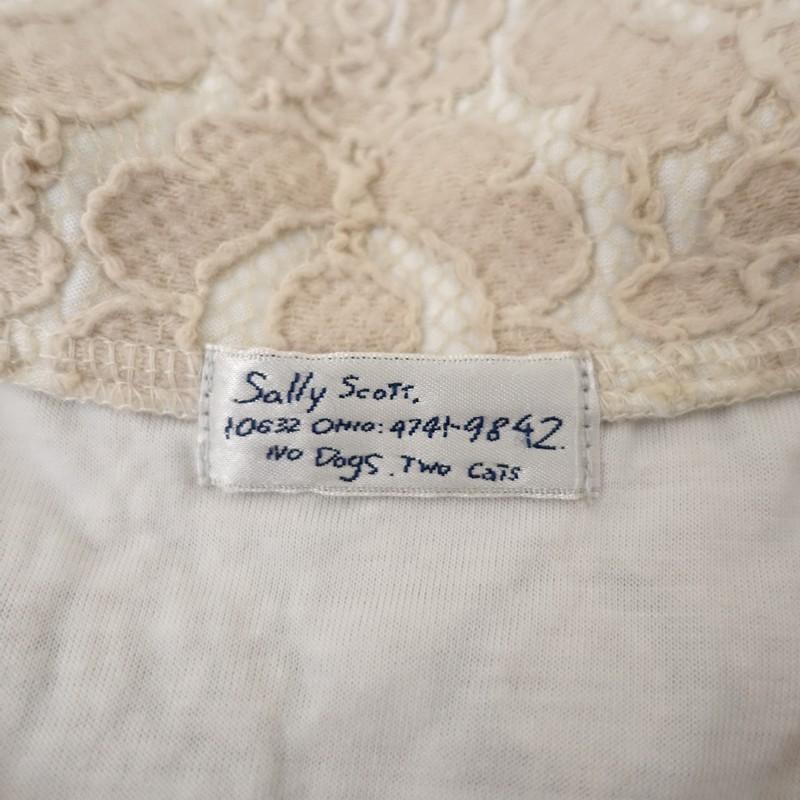 Sally Scott.
10632 OHIO: 4741-9842.
No Dogs. Two Cats